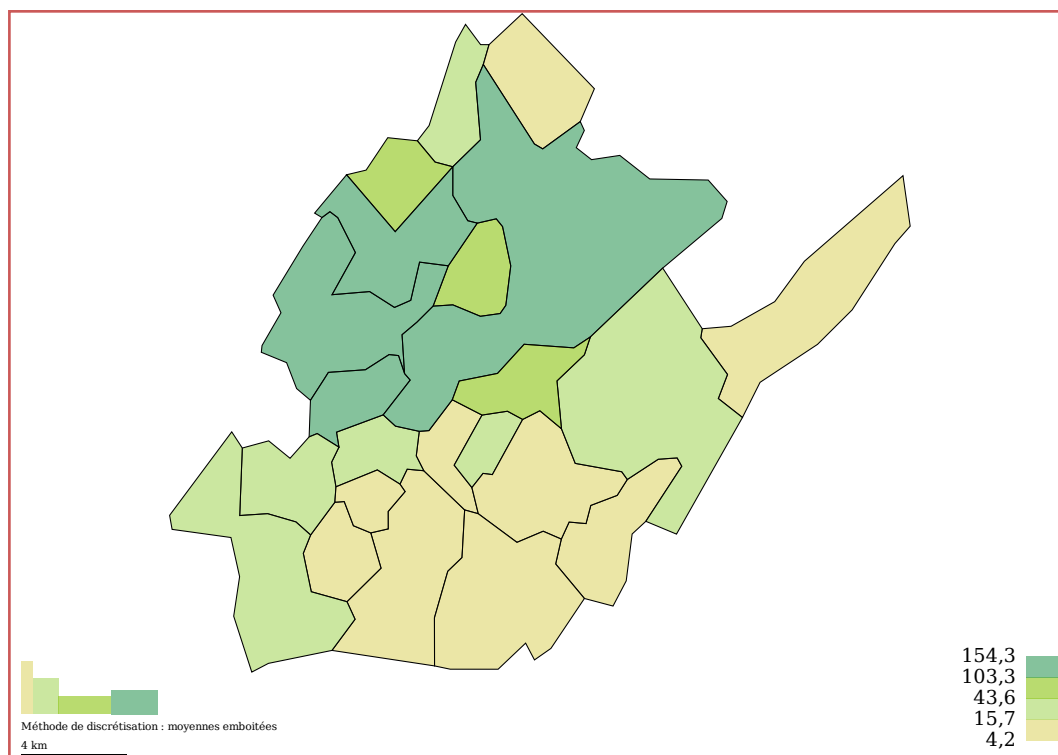 154,3
103,3
43,6
15,7
4,2
Méthode de discrétisation : moyennes emboitées
4 km